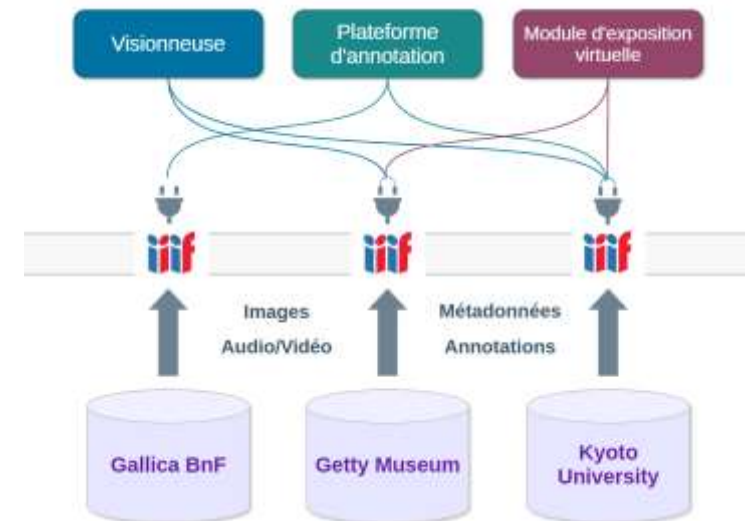 Visionneuse
Plateforme
d'annotation
Module d'exposition
virtuelle
iiif
iiif
iiif
Images
Audio/Vidéo
Métadonnées
Annotations
Gallica BnF
Getty Museum
Kyoto
University